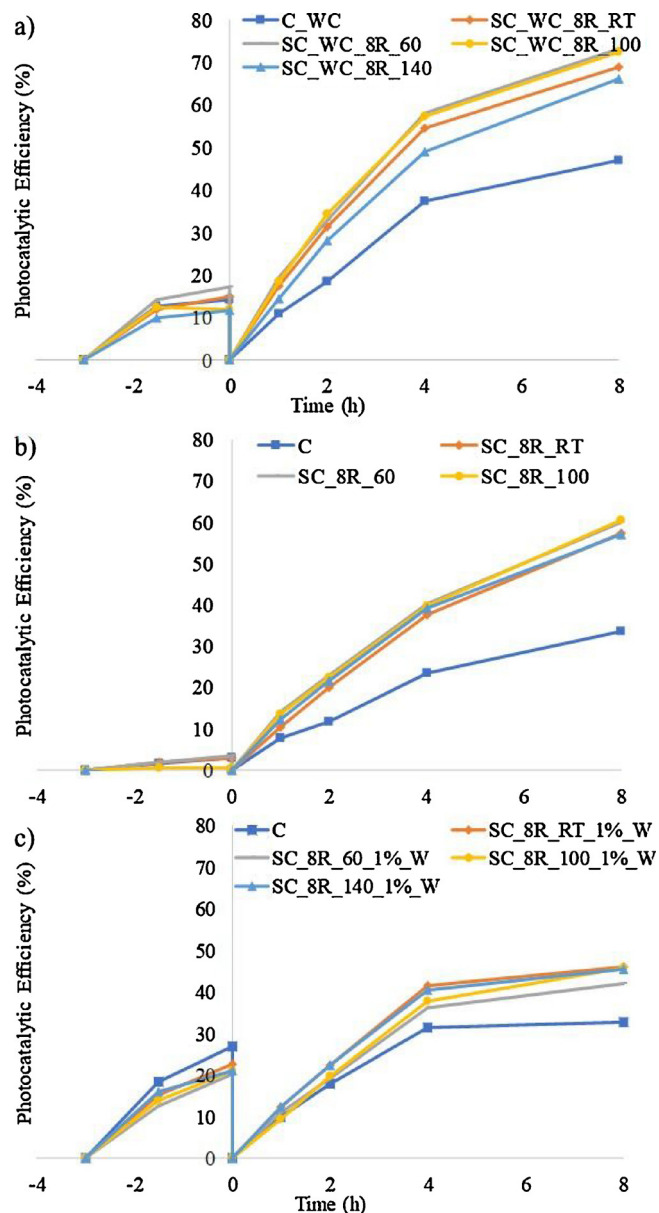 a)
C_WC
SC_WC_8R_RT
SC_WC_8R_60
SC_WC_8R_100
SC_WC_8R_140
Photocatalytic Efficiency (%)
80
70
60
50
40
30
20
10
0
-4
-2
0
2
4
6
8
Time (h)
b)
C
SC_8R_RT
SC_8R_60
SC_8R_100
Photocatalytic Efficiency (%)
80
70
60
50
40
30
20
10
0
-4
-2
0
2
4
6
8
c)
C
SC_8R_RT_1%_W
SC_8R_60_1%_W
SC_8R_100_1%_W
SC_8R_140_1%_W
Photocatalytic Efficiency (%)
80
70
60
50
40
30
20
10
0
-4
-2
0
2
4
6
8
Time (h)